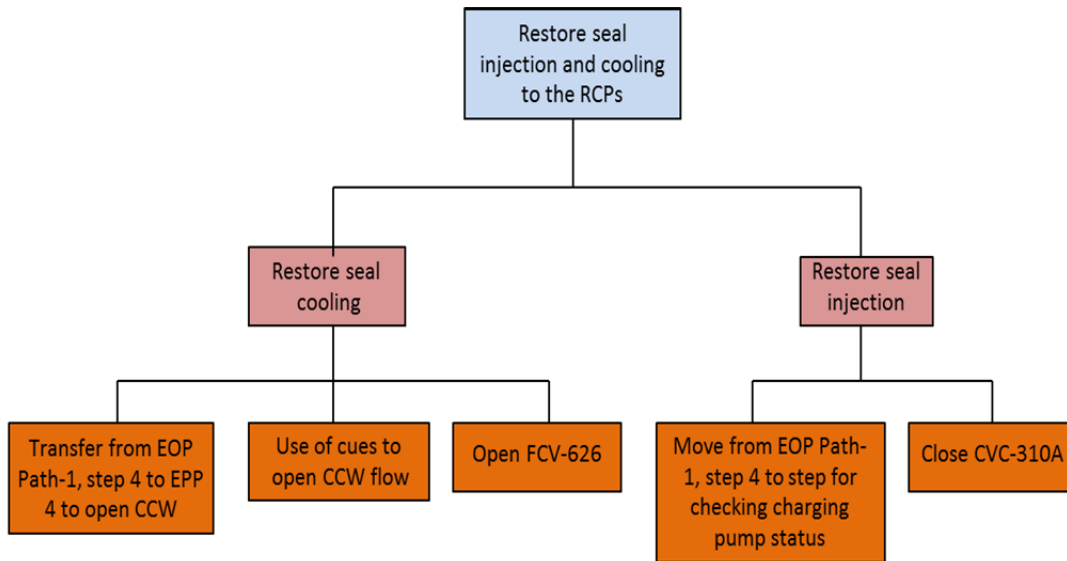 Restore seal
injection and cooling
to the RCPs
Restore seal
cooling
Restore seal
injection
Transfer from EOP
Path-1, step 4 to EPP
4 to open CCW
Use of cues to
open CCW flow
Open FCV-626
Move from EOP Path-
1, step 4 to step for
checking charging
pump status
Close CVC-310A